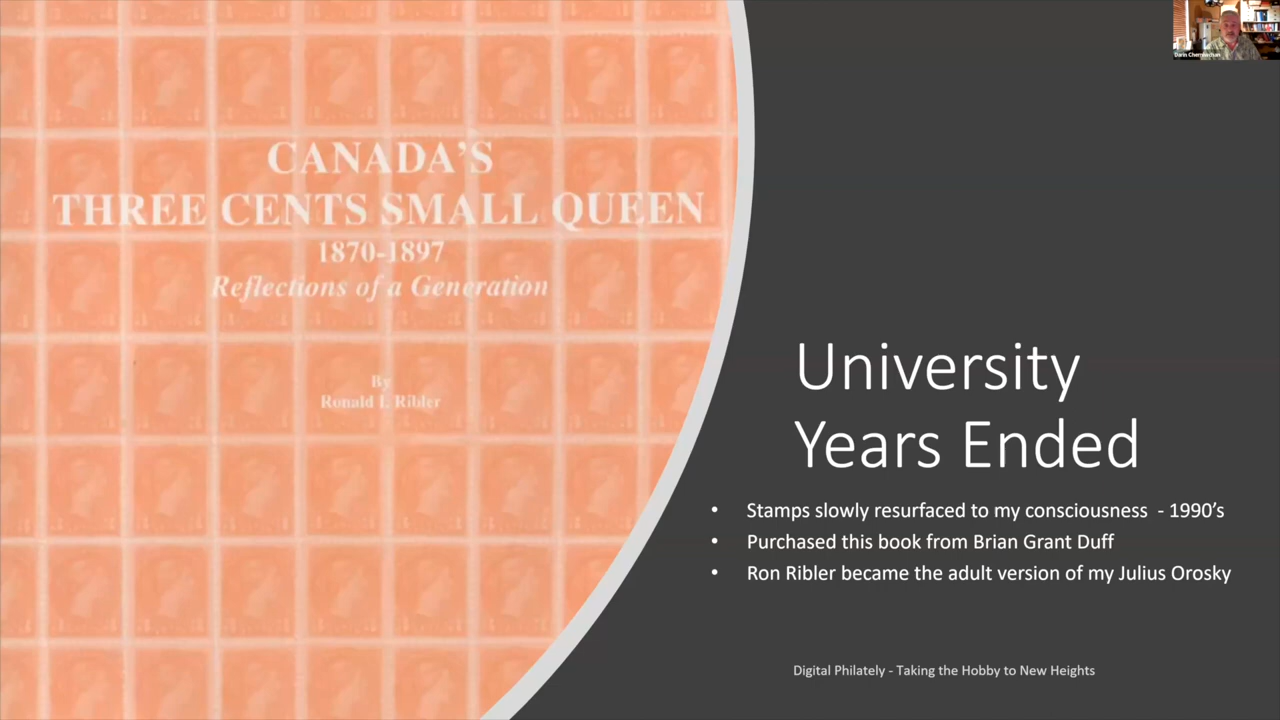 CANADA'S
THREE CENTS SMALL QUEEN
1870-1897
Reflections of a Generation
By
Ronald I. Ribler
University
Years Ended
• Stamps slowly resurfaced to my consciousness - 1990's
• Purchased this book from Brian Grant Duff
• Ron Ribler became the adult version of my Julius Orosky
Digital Philately - Taking the Hobby to New Heights